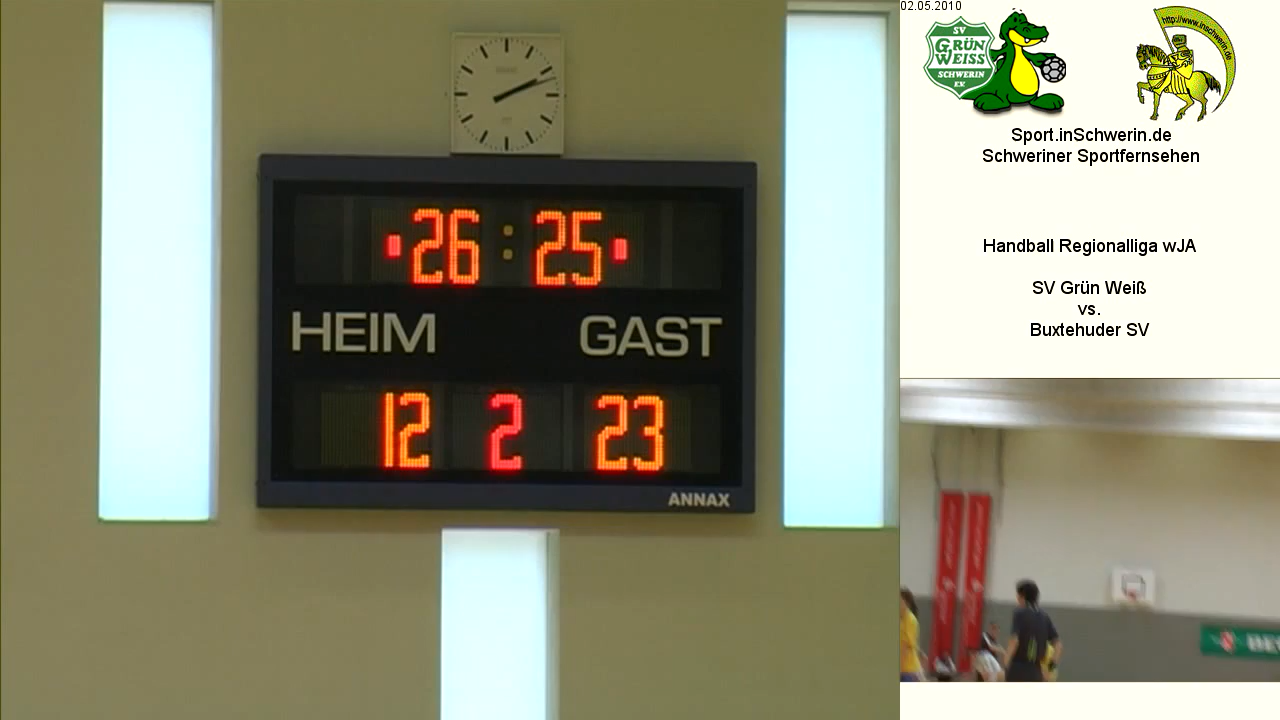 26 : 25
HEIM GAST
12 2 23
ANNAX
02.05.2010
SV
GRÜN
WEISS
SCHWERIN
E.V.
http://www.inschwerin.de
Sport.inSchwerin.de
Schweriner Sportfernsehen
Handball Regionalliga wJA
SV Grün Weiß
vs.
Buxtehuder SV